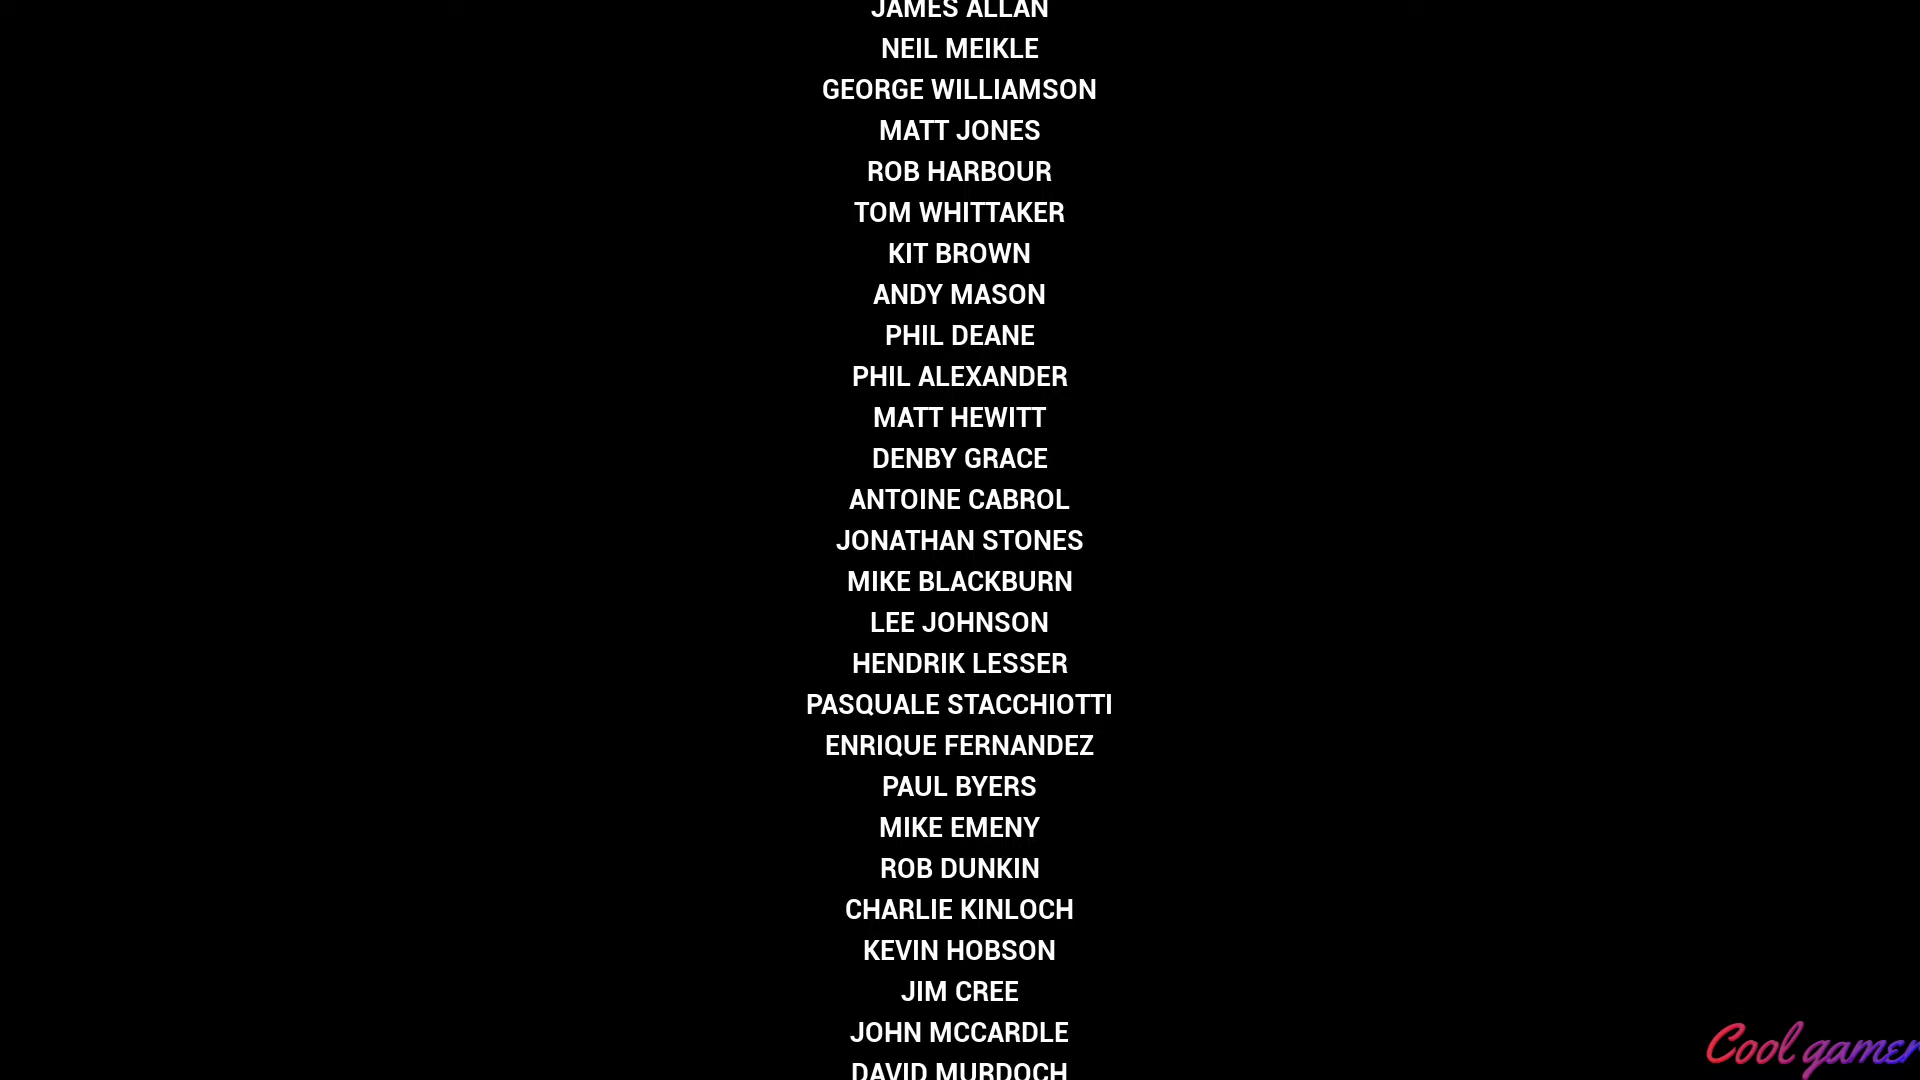 JAMES ALLAN
NEIL MEIKLE
GEORGE WILLIAMSON
MATT JONES
ROB HARBOUR
TOM WHITTAKER
KIT BROWN
ANDY MASON
PHIL DEANE
PHIL ALEXANDER
MATT HEWITT
DENBY GRACE
ANTOINE CABROL
JONATHAN STONES
MIKE BLACKBURN
LEE JOHNSON
HENDRIK LESSER
PASQUALE STACCHIOTTI
ENRIQUE FERNANDEZ
PAUL BYERS
MIKE EMENY
ROB DUNKIN
CHARLIE KINLOCH
KEVIN HOBSON
JIM CREE
JOHN MCCARDLE
DAVID MURDOCH
Cool gamer